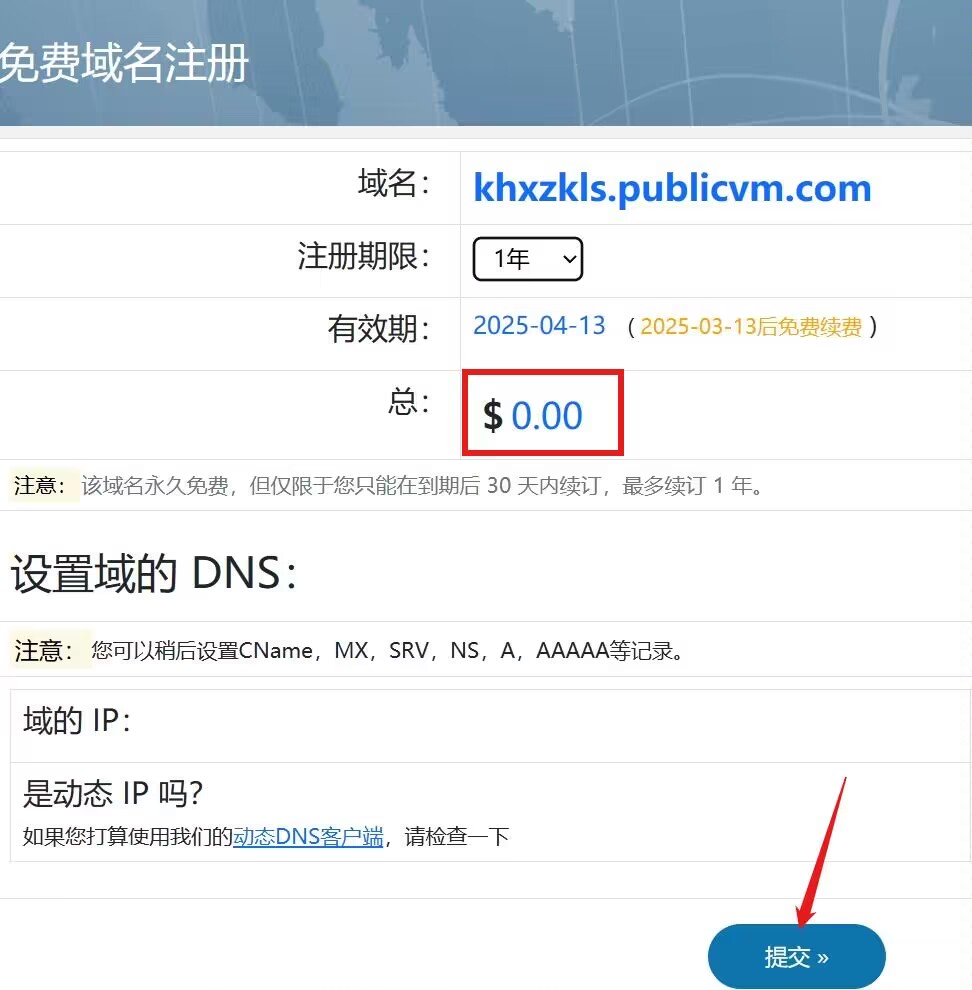 免费域名注册
域名： khxzkls.publicvm.com
注册期限： 1年
有效期： 2025-04-13 （2025-03-13后免费续费）
总： $ 0.00
注意： 该域名永久免费，但仅限于您只能在到期后 30 天内续订，最多续订 1 年。
设置域的 DNS：
注意： 您可以稍后设置CName，MX，SRV，NS，A，AAAAA等记录。
域的 IP：
是动态 IP 吗？
如果您打算使用我们的动态DNS客户端，请检查一下
提交 »